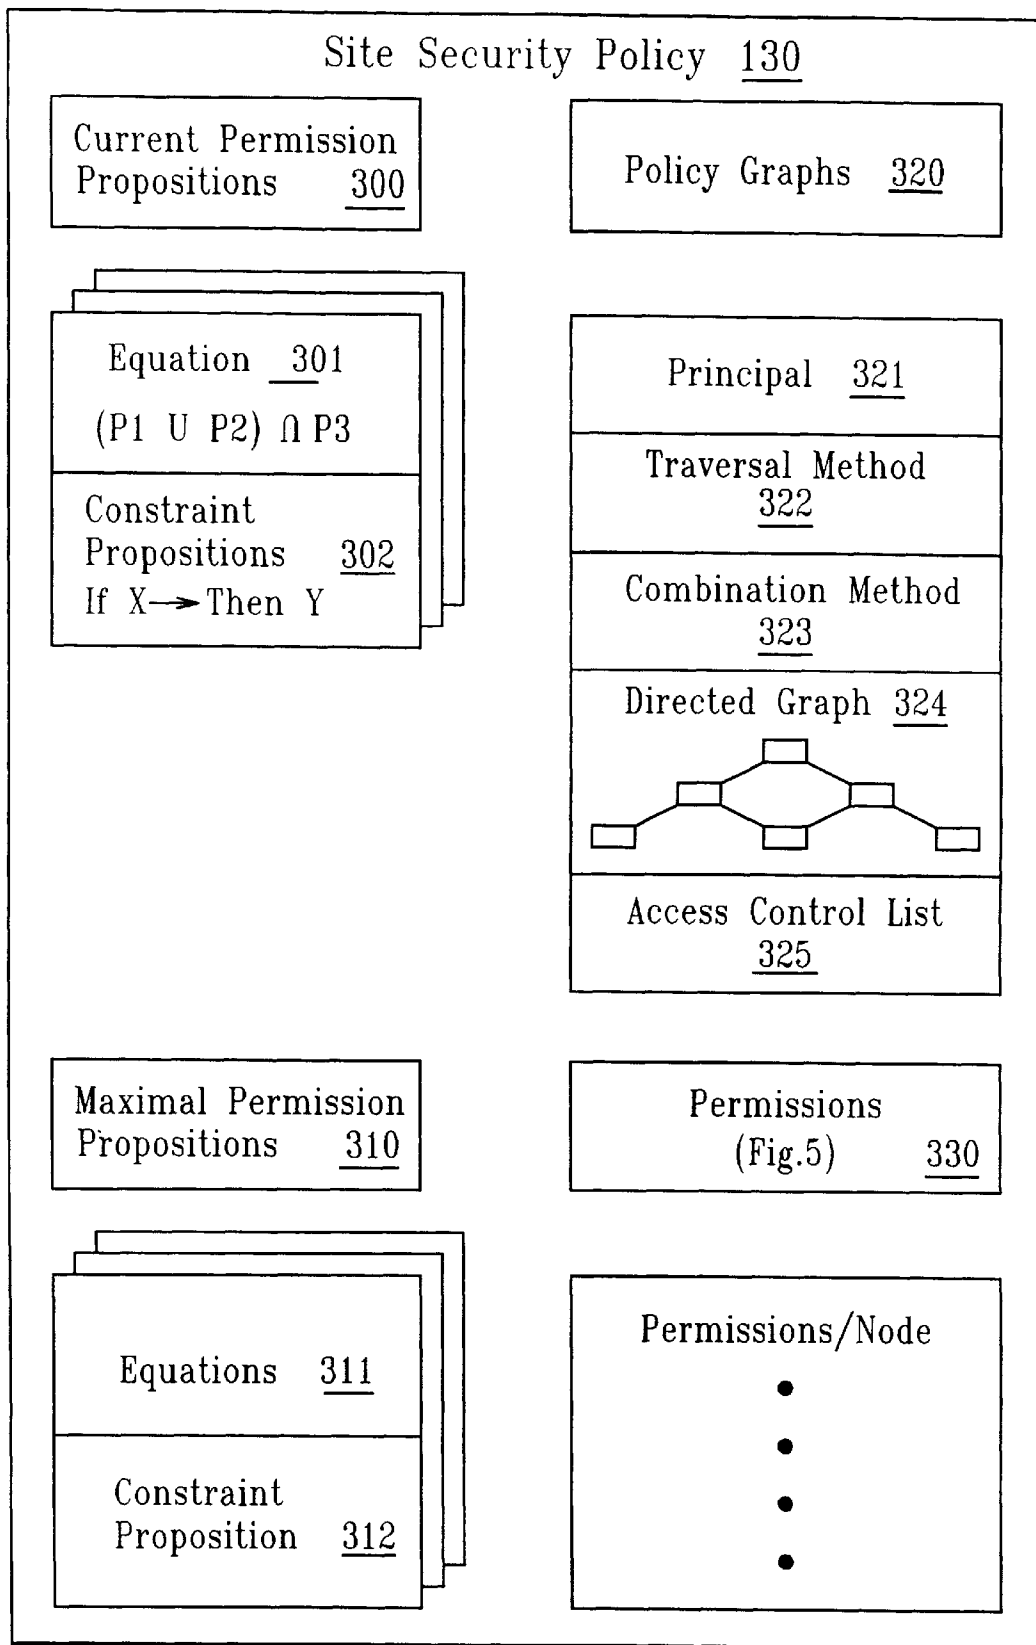 Site Security Policy 130
Current Permission
Propositions 300
Equation 301
(P1 U P2) ∩ P3
Constraint
Propositions 302
If X→Then Y
Policy Graphs 320
Principal 321
Traversal Method
322
Combination Method
323
Directed Graph 324
Access Control List
325
Maximal Permission
Propositions 310
Equations 311
Constraint
Proposition 312
Permissions
(Fig.5) 330
Permissions/Node